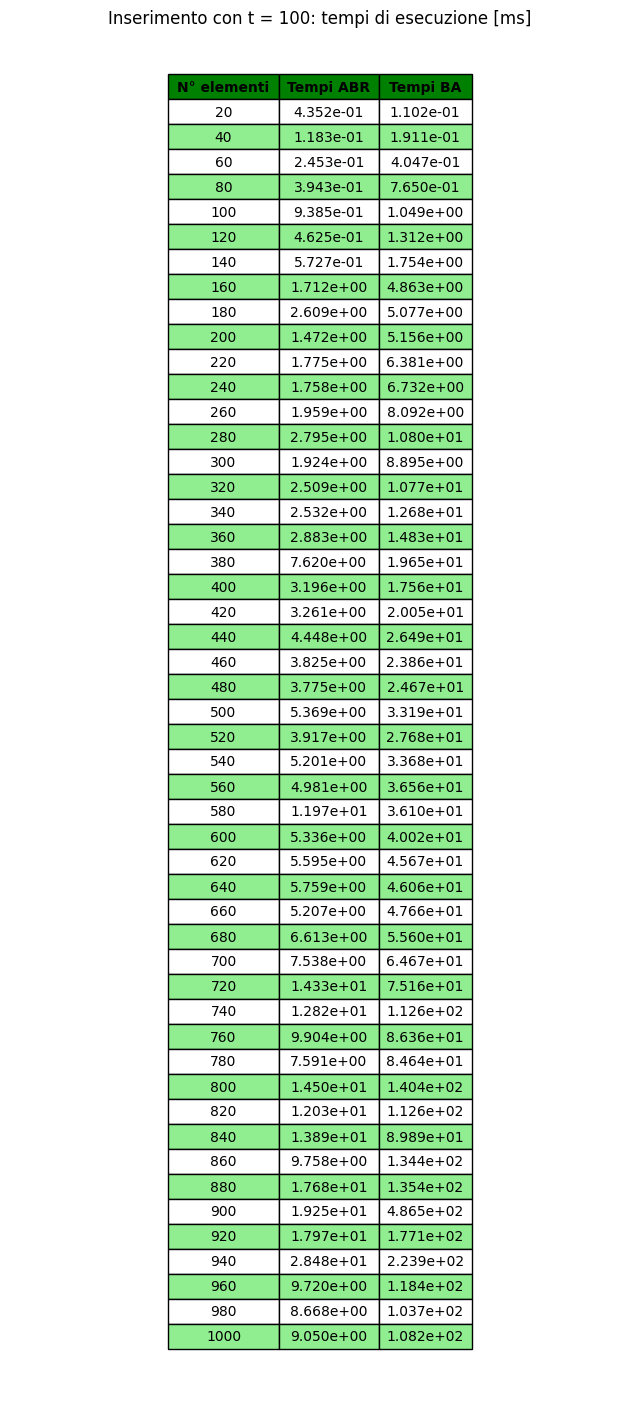 Inserimento con t = 100: tempi di esecuzione [ms]
N° elementi Tempi ABR Tempi BA
20 4.352e-01 1.102e-01
40 1.183e-01 1.911e-01
60 2.453e-01 4.047e-01
80 3.943e-01 7.650e-01
100 9.385e-01 1.049e+00
120 4.625e-01 1.312e+00
140 5.727e-01 1.754e+00
160 1.712e+00 4.863e+00
180 2.609e+00 5.077e+00
200 1.472e+00 5.156e+00
220 1.775e+00 6.381e+00
240 1.758e+00 6.732e+00
260 1.959e+00 8.092e+00
280 2.795e+00 1.080e+01
300 1.924e+00 8.895e+00
320 2.509e+00 1.077e+01
340 2.532e+00 1.268e+01
360 2.883e+00 1.483e+01
380 7.620e+00 1.965e+01
400 3.196e+00 1.756e+01
420 3.261e+00 2.005e+01
440 4.448e+00 2.649e+01
460 3.825e+00 2.386e+01
480 3.775e+00 2.467e+01
500 5.369e+00 3.319e+01
520 3.917e+00 2.768e+01
540 5.201e+00 3.368e+01
560 4.981e+00 3.656e+01
580 1.197e+01 3.610e+01
600 5.336e+00 4.002e+01
620 5.595e+00 4.567e+01
640 5.759e+00 4.606e+01
660 5.207e+00 4.766e+01
680 6.613e+00 5.560e+01
700 7.538e+00 6.467e+01
720 1.433e+01 7.516e+01
740 1.282e+01 1.126e+02
760 9.904e+00 8.636e+01
780 7.591e+00 8.464e+01
800 1.450e+01 1.404e+02
820 1.203e+01 1.126e+02
840 1.389e+01 8.989e+01
860 9.758e+00 1.344e+02
880 1.768e+01 1.354e+02
900 1.925e+01 4.865e+02
920 1.797e+01 1.771e+02
940 2.848e+01 2.239e+02
960 9.720e+00 1.184e+02
980 8.668e+00 1.037e+02
1000 9.050e+00 1.082e+02